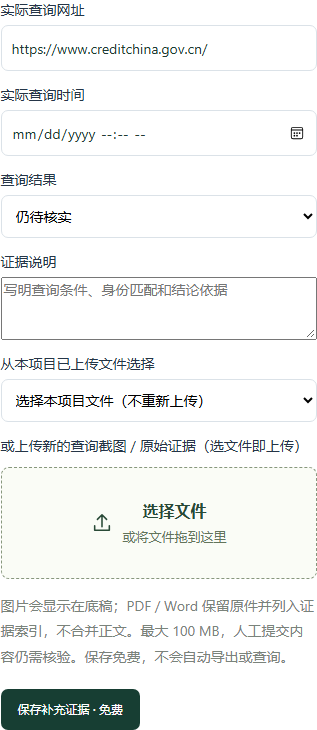 实际查询网址
https://www.creditchina.gov.cn/
实际查询时间
mm/dd/yyyy --:-- --
查询结果
仍待核实
证据说明
写明查询条件、身份匹配和结论依据
从本项目已上传文件选择
选择本项目文件（不重新上传）
或上传新的查询截图 / 原始证据（选文件即上传）
选择文件
或将文件拖到这里
图片会显示在底稿；PDF / Word 保留原件并列入证
据索引，不合并正文。最大 100 MB，人工提交内
容仍需核验。保存免费，不会自动导出或查询。
保存补充证据 · 免费